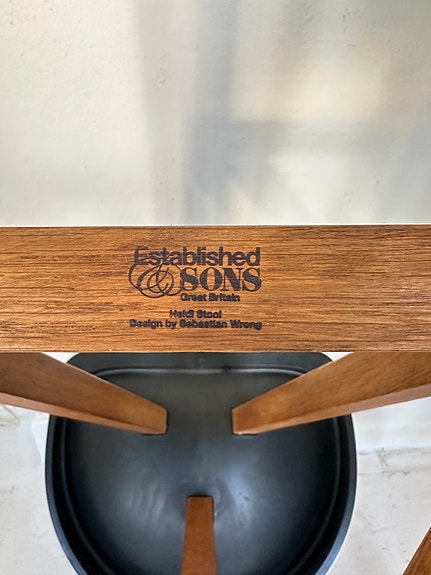 Established
& SONS
Great Britain
Heidi Stool
Design by Sebastian Wrong